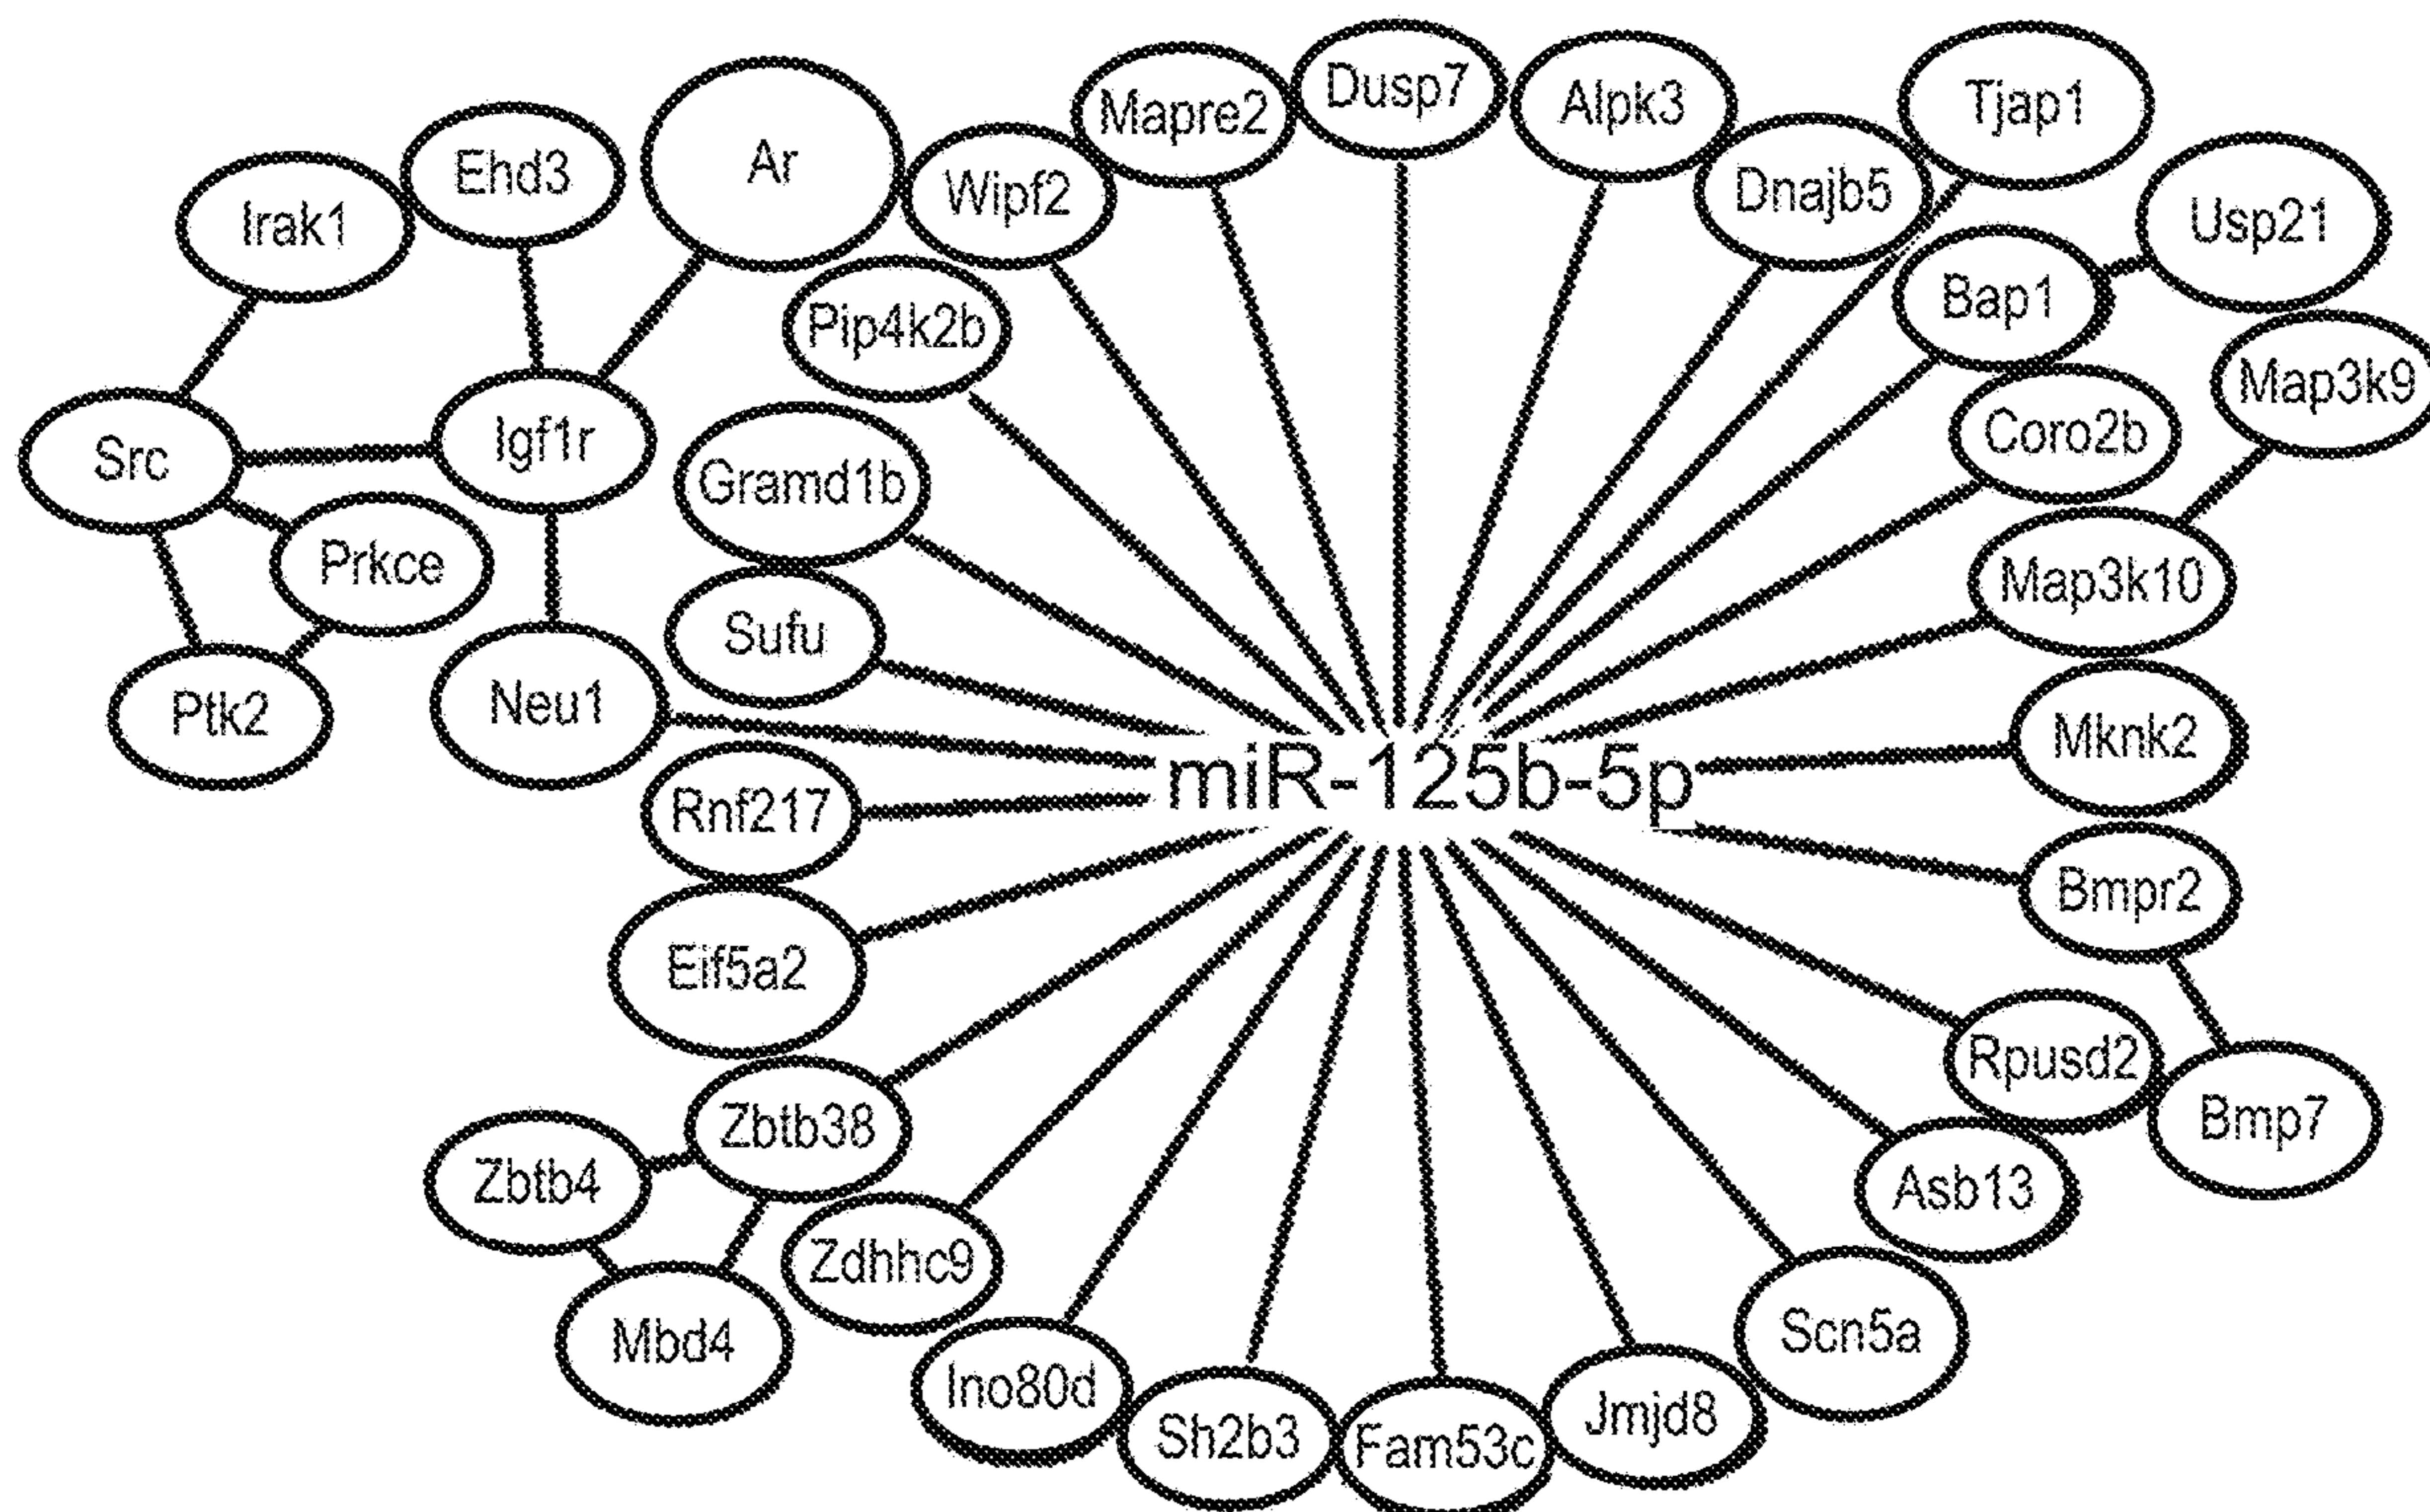 Dusp7
Alpk3
Tjap1
Mapre2
Ar
Ehd3
Wipf2
Dnajb5
Irak1
Usp21
Bap1
Pip4k2b
Map3k9
Coro2b
Igf1r
Src
Gramd1b
Prkce
Map3k10
Sufu
Neu1
Ptk2
Mknk2
miR-125b-5p
Rnf217
Bmpr2
Eif5a2
Rpusd2
Bmp7
Zbtb38
Zbtb4
Asb13
Zdhhc9
Scn5a
Mbd4
Ino80d
Jmjd8
Sh2b3
Fam53c